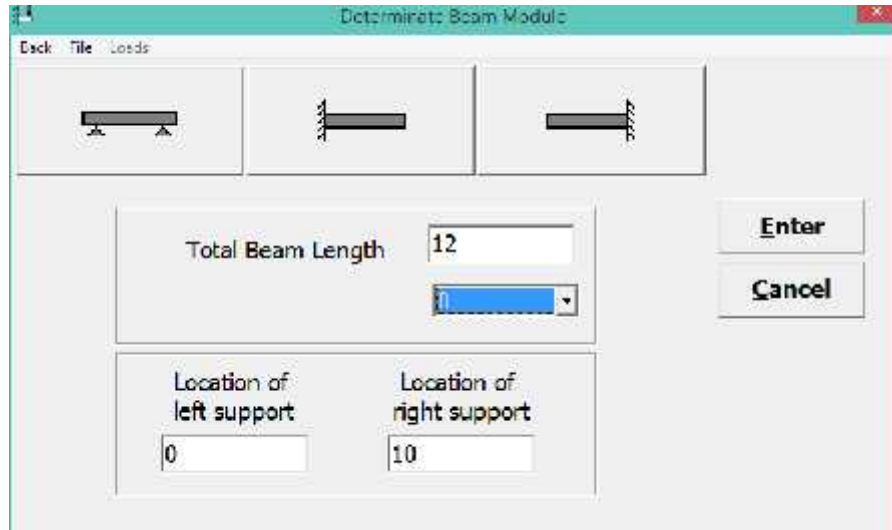 Determinate Beam Module
Back File Loads
Total Beam Length 12
Enter
Cancel
Location of left support
0
Location of right support
10